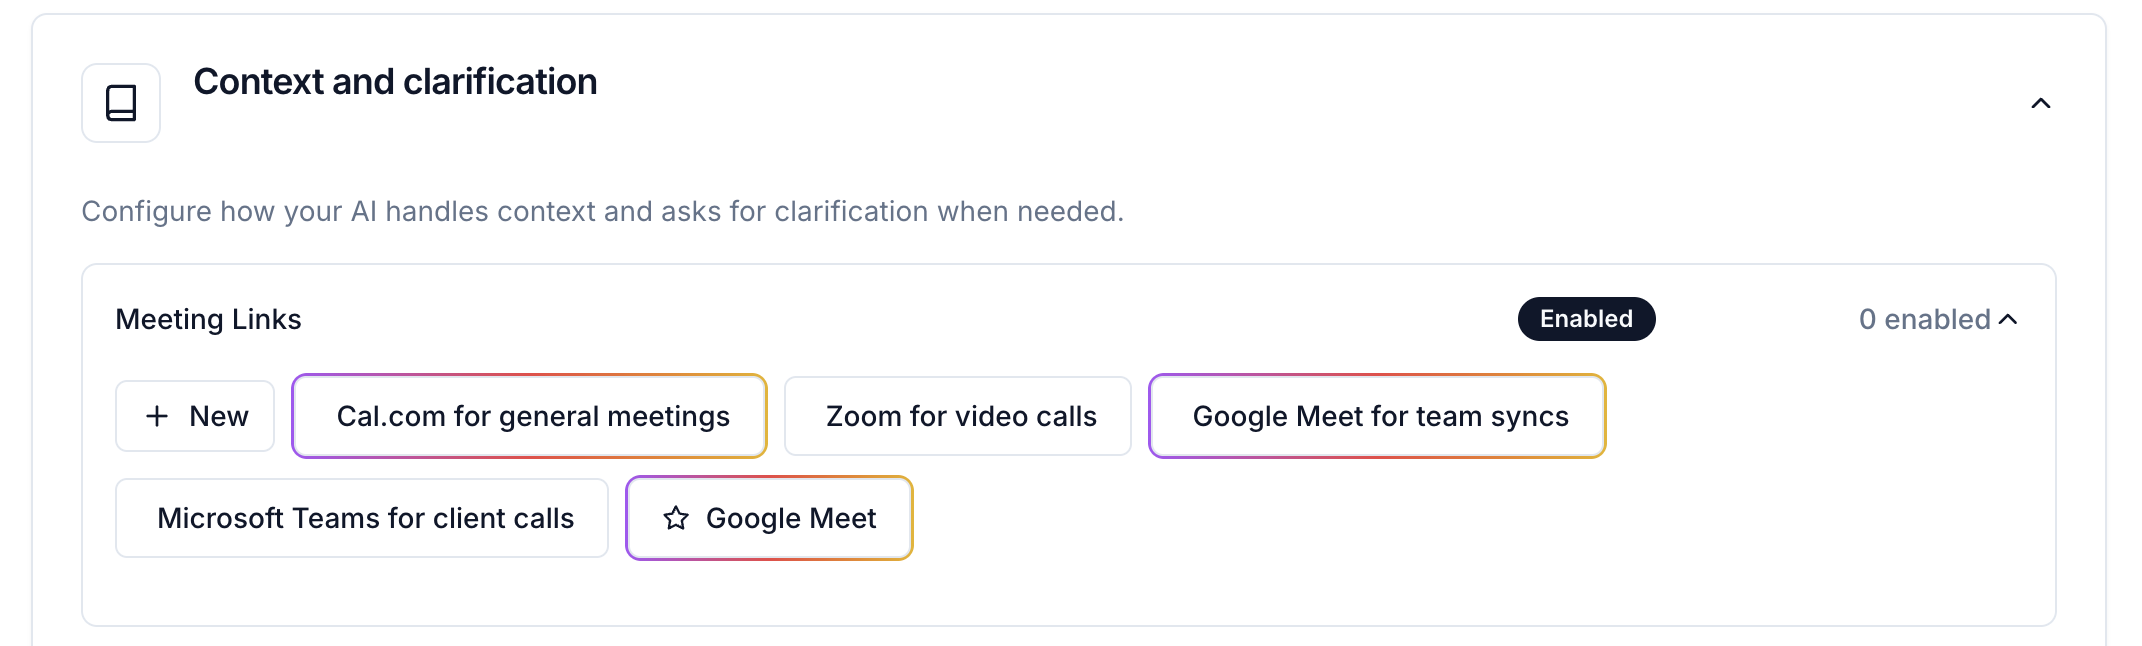 Context and clarification
Configure how your AI handles context and asks for clarification when needed.
Meeting Links
Enabled
0 enabled
New
Cal.com for general meetings
Zoom for video calls
Google Meet for team syncs
Microsoft Teams for client calls
Google Meet